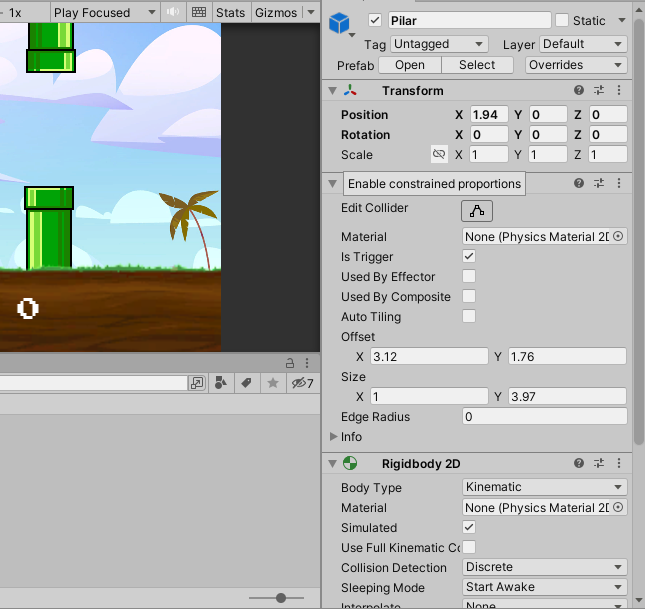 1x Play Focused Stats Gizmos
0
7
Pilar Static
Tag Untagged Layer Default
Prefab Open Select Overrides
Transform
Position X 1.94 Y 0 Z 0
Rotation X 0 Y 0 Z 0
Scale X 1 Y 1 Z 1
Enable constrained proportions
Edit Collider
Material None (Physics Material 2D
Is Trigger
Used By Effector
Used By Composite
Auto Tiling
Offset
X 3.12 Y 1.76
Size
X 1 Y 3.97
Edge Radius 0
Info
Rigidbody 2D
Body Type Kinematic
Material None (Physics Material 2D
Simulated
Use Full Kinematic Co
Collision Detection Discrete
Sleeping Mode Start Awake
Interpolate None